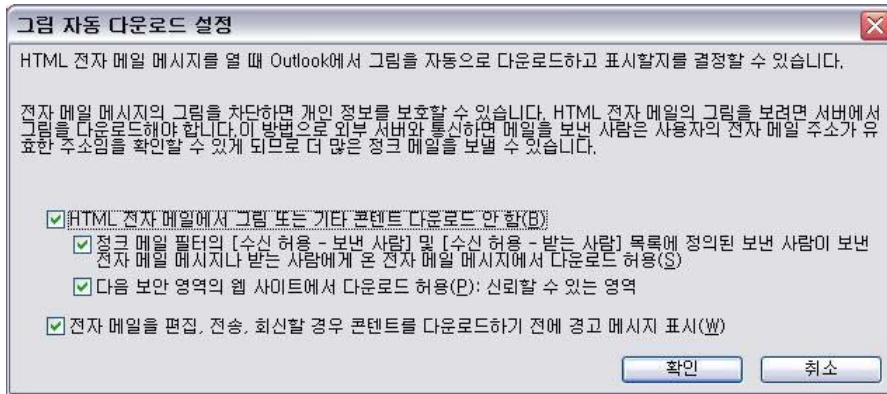 그림 자동 다운로드 설정
HTML 전자 메일 메시지를 열 때 Outlook에서 그림을 자동으로 다운로드하고 표시할지를 결정할 수 있습니다.
전자 메일 메시지의 그림을 차단하면 개인 정보를 보호할 수 있습니다. HTML 전자 메일의 그림을 보려면 서버에서
그림을 다운로드해야 합니다.이 방법으로 외부 서버와 통신하면 메일을 보낸 사람은 사용자의 전자 메일 주소가 유
효한 주소임을 확인할 수 있게 되므로 더 많은 정크 메일을 보낼 수 있습니다.
HTML 전자 메일에서 그림 또는 기타 콘텐트 다운로드 안 함(B)
정크 메일 필터의 [수신 허용 - 보낸 사람] 및 [수신 허용 - 받는 사람] 목록에 정의된 보낸 사람이 보낸
전자 메일 메시지나 받는 사람에게 온 전자 메일 메시지에서 다운로드 허용(S)
다음 보안 영역의 웹 사이트에서 다운로드 허용(P): 신뢰할 수 있는 영역
전자 메일을 편집, 전송, 회신할 경우 콘텐트를 다운로드하기 전에 경고 메시지 표시(W)
확인 취소